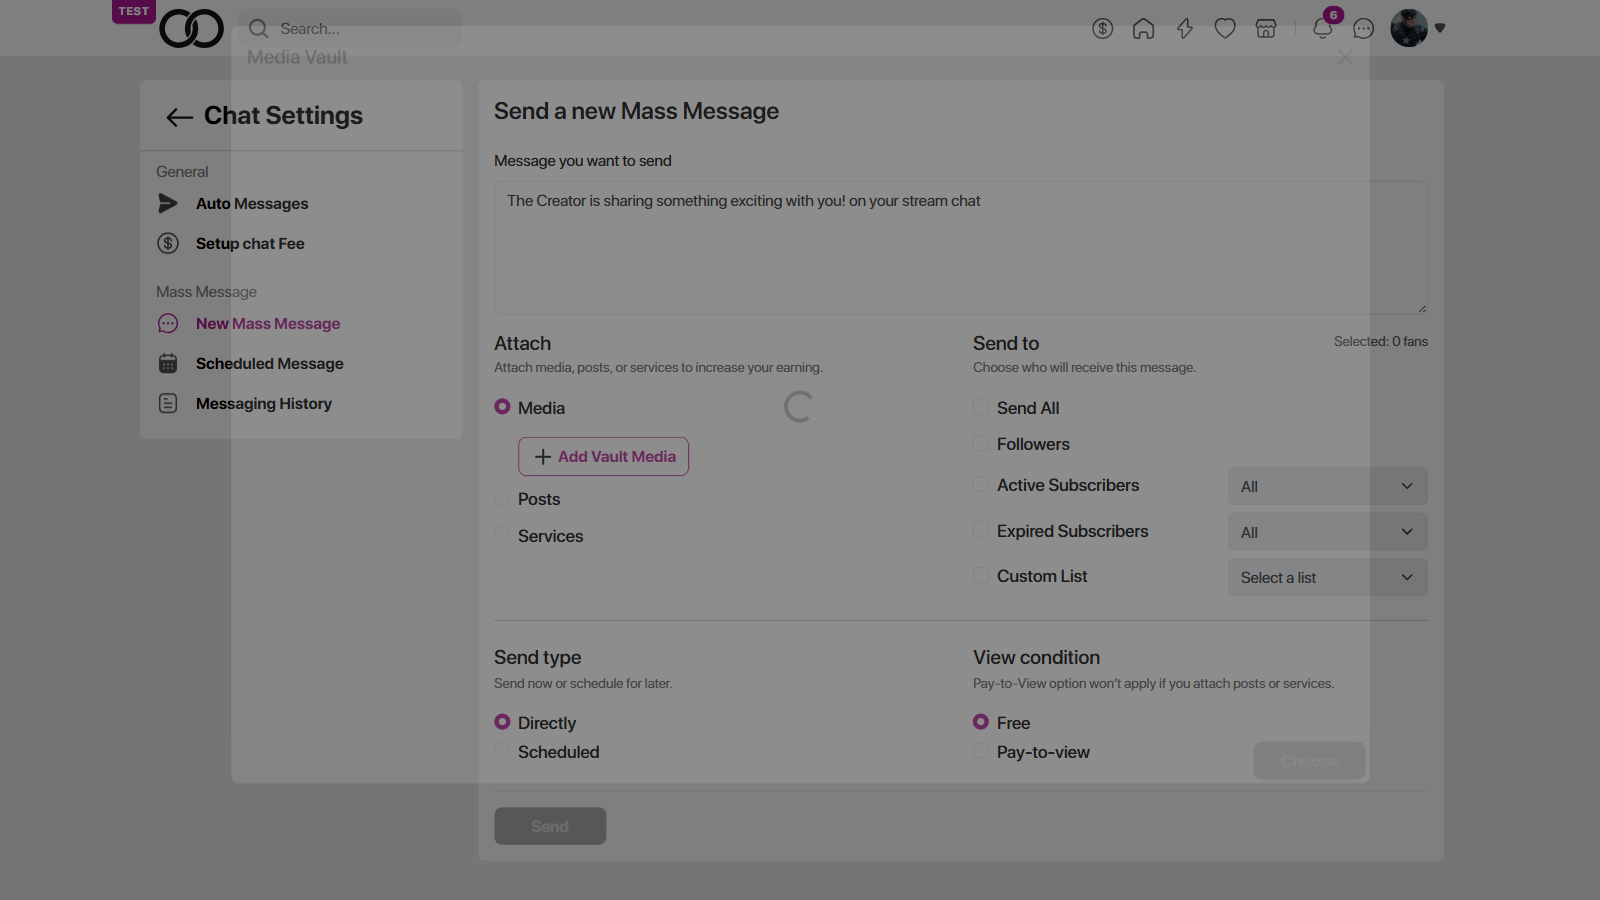 TEST
Search...
6
Media Vault
Chat Settings
General
Auto Messages
Setup chat Fee
Mass Message
New Mass Message
Scheduled Message
Messaging History
Send a new Mass Message
Message you want to send
The Creator is sharing something exciting with you! on your stream chat
Attach
Attach media, posts, or services to increase your earning.
Media
Add Vault Media
Posts
Services
Send to
Selected: 0 fans
Choose who will receive this message.
Send All
Followers
Active Subscribers
All
Expired Subscribers
All
Custom List
Select a list
Send type
Send now or schedule for later.
Directly
Scheduled
View condition
Pay-to-View option won't apply if you attach posts or services.
Free
Pay-to-view
Choose
Send